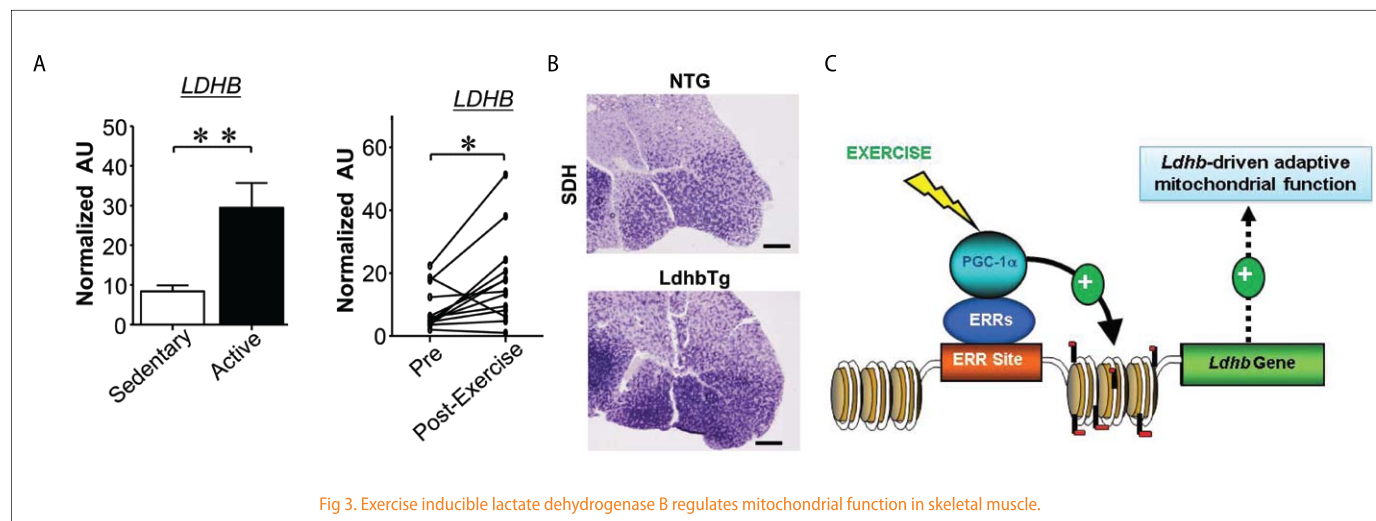 A
LDHB
* *
Normalized AU
50
40
30
20
10
0
Sedentary
Active
LDHB
*
Normalized AU
60
40
20
0
Pre
Post-Exercise
B
NTG
SDH
LdhbTg
C
EXERCISE
PGC-1α
+
ERRs
ERR Site
Ldhb-driven adaptive
mitochondrial function
+
Ldhb Gene
Fig 3. Exercise inducible lactate dehydrogenase B regulates mitochondrial function in skeletal muscle.